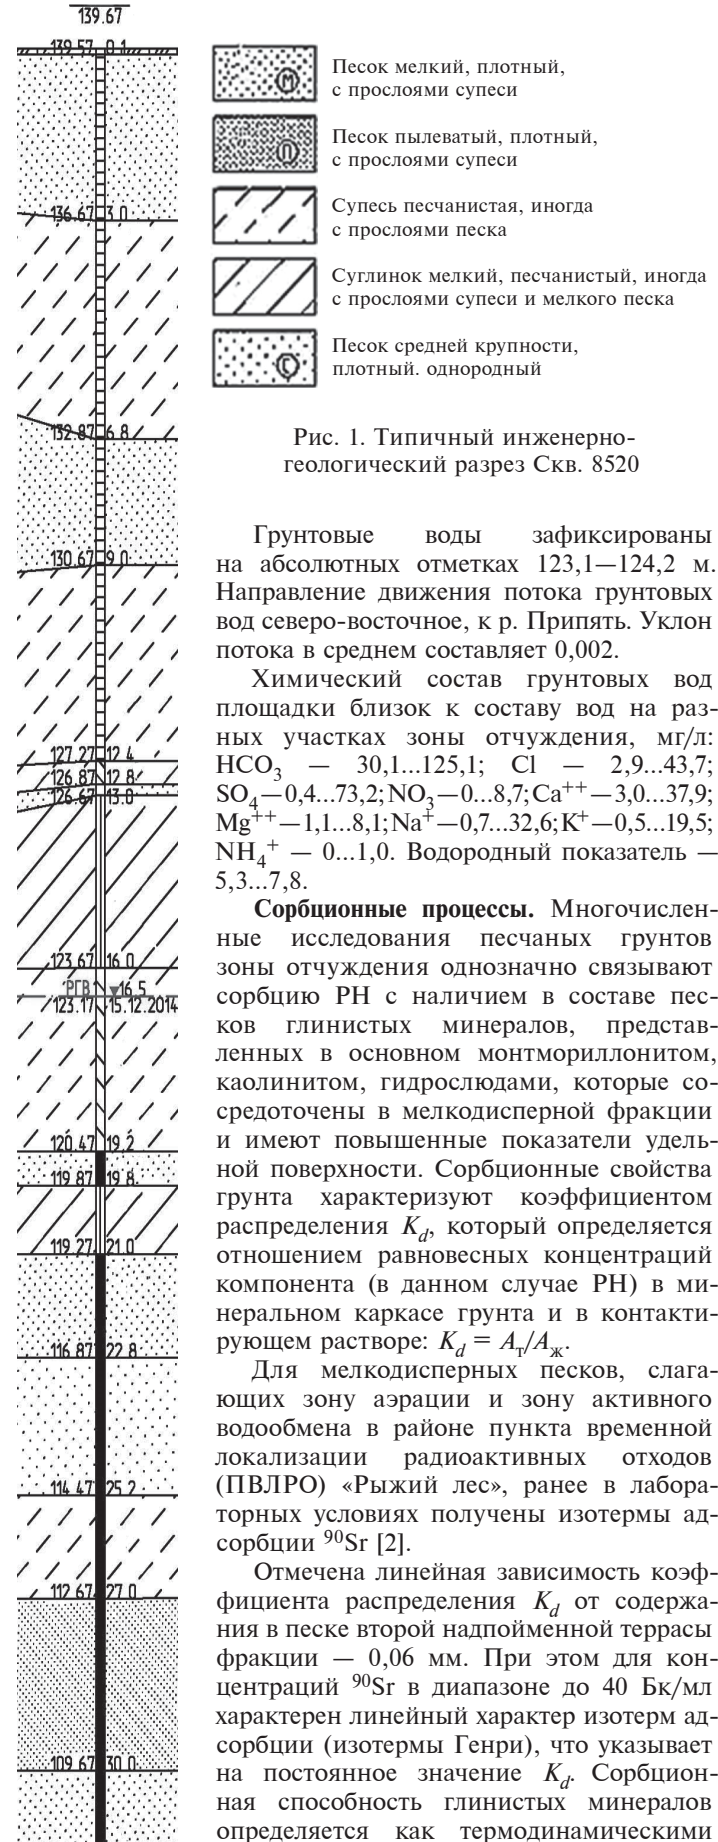 139.67
139.57 0.1
136.67 3.0
132.87 6.8
130.67 9.0
127.27 12.4
126.87 12.8
126.67 13.0
123.67 16.0
РГВ 16.5
123.17 15.12.2014
120.47 19.2
119.87 19.8
119.27 21.0
116.87 22.8
114.47 25.2
112.67 27.0
109.67 30.0
М
Песок мелкий, плотный,
с прослоями супеси
П
Песок пылеватый, плотный,
с прослоями супеси
Супесь песчанистая, иногда
с прослоями песка
Суглинок мелкий, песчанистый, иногда
с прослоями супеси и мелкого песка
С
Песок средней крупности,
плотный. однородный
Рис. 1. Типичный инженерно-
геологический разрез Скв. 8520
Грунтовые воды зафиксированы
на абсолютных отметках 123,1—124,2 м.
Направление движения потока грунтовых
вод северо-восточное, к р. Припять. Уклон
потока в среднем составляет 0,002.
Химический состав грунтовых вод
площадки близок к составу вод на раз-
ных участках зоны отчуждения, мг/л:
HCO₃ — 30,1...125,1; Cl — 2,9...43,7;
SO₄—0,4...73,2; NO₃—0...8,7; Ca⁺⁺—3,0...37,9;
Mg⁺⁺—1,1...8,1; Na⁺—0,7...32,6; K⁺—0,5...19,5;
NH₄⁺ — 0...1,0. Водородный показатель —
5,3...7,8.
Сорбционные процессы. Многочислен-
ные исследования песчаных грунтов
зоны отчуждения однозначно связывают
сорбцию РН с наличием в составе пес-
ков глинистых минералов, представ-
ленных в основном монтмориллонитом,
каолинитом, гидрослюдами, которые со-
средоточены в мелкодисперной фракции
и имеют повышенные показатели удель-
ной поверхности. Сорбционные свойства
грунта характеризуют коэффициентом
распределения K_d, который определяется
отношением равновесных концентраций
компонента (в данном случае РН) в ми-
неральном каркасе грунта и в контакти-
рующем растворе: K_d = A_т/A_ж.
Для мелкодисперных песков, слага-
ющих зону аэрации и зону активного
водообмена в районе пункта временной
локализации радиоактивных отходов
(ПВЛРО) «Рыжий лес», ранее в лабора-
торных условиях получены изотермы ад-
сорбции ⁹⁰Sr [2].
Отмечена линейная зависимость коэф-
фициента распределения K_d от содержа-
ния в песке второй надпойменной террасы
фракции — 0,06 мм. При этом для кон-
центраций ⁹⁰Sr в диапазоне до 40 Бк/мл
характерен линейный характер изотерм ад-
сорбции (изотермы Генри), что указывает
на постоянное значение K_d. Сорбцион-
ная способность глинистых минералов
определяется как термодинамическими